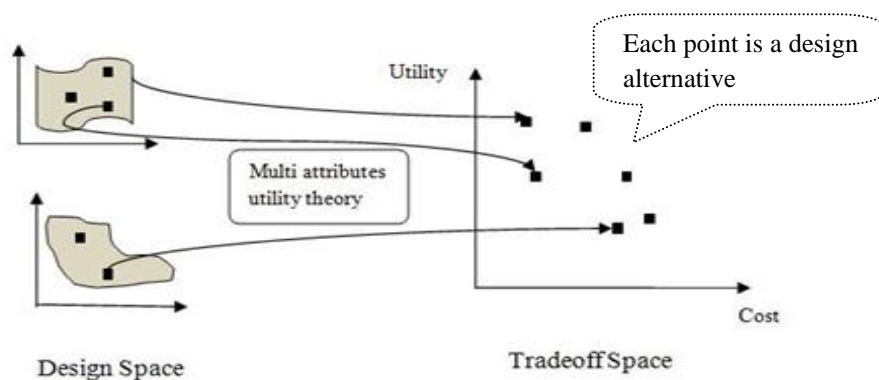 Each point is a design
alternative
Utility
Multi attributes
utility theory
Cost
Design Space
Tradeoff Space